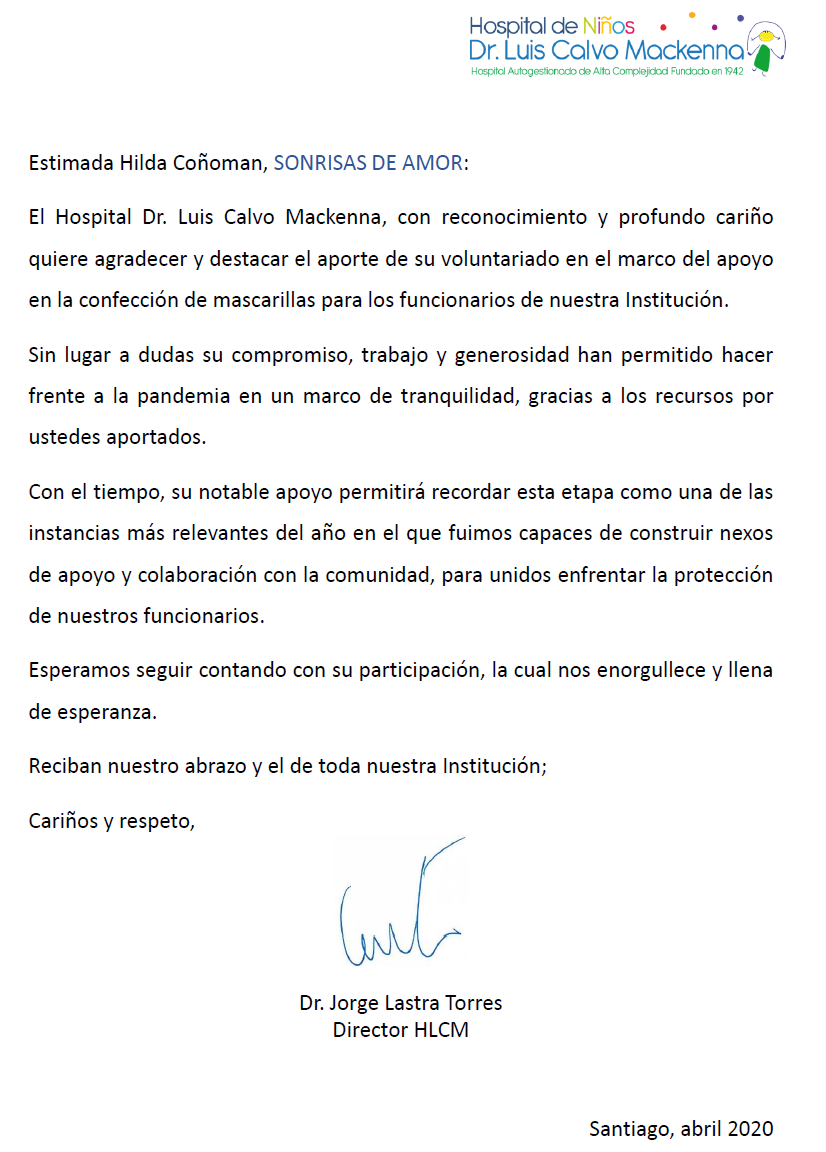 Hospital de Niños
Dr. Luis Calvo Mackenna
Hospital Autogestionado de Alta Complejidad Fundado en 1942
Estimada Hilda Coñoman, SONRISAS DE AMOR:
El Hospital Dr. Luis Calvo Mackenna, con reconocimiento y profundo cariño
quiere agradecer y destacar el aporte de su voluntariado en el marco del apoyo
en la confección de mascarillas para los funcionarios de nuestra Institución.
Sin lugar a dudas su compromiso, trabajo y generosidad han permitido hacer
frente a la pandemia en un marco de tranquilidad, gracias a los recursos por
ustedes aportados.
Con el tiempo, su notable apoyo permitirá recordar esta etapa como una de las
instancias más relevantes del año en el que fuimos capaces de construir nexos
de apoyo y colaboración con la comunidad, para unidos enfrentar la protección
de nuestros funcionarios.
Esperamos seguir contando con su participación, la cual nos enorgullece y llena
de esperanza.
Reciban nuestro abrazo y el de toda nuestra Institución;
Cariños y respeto,
Dr. Jorge Lastra Torres
Director HLCM
Santiago, abril 2020